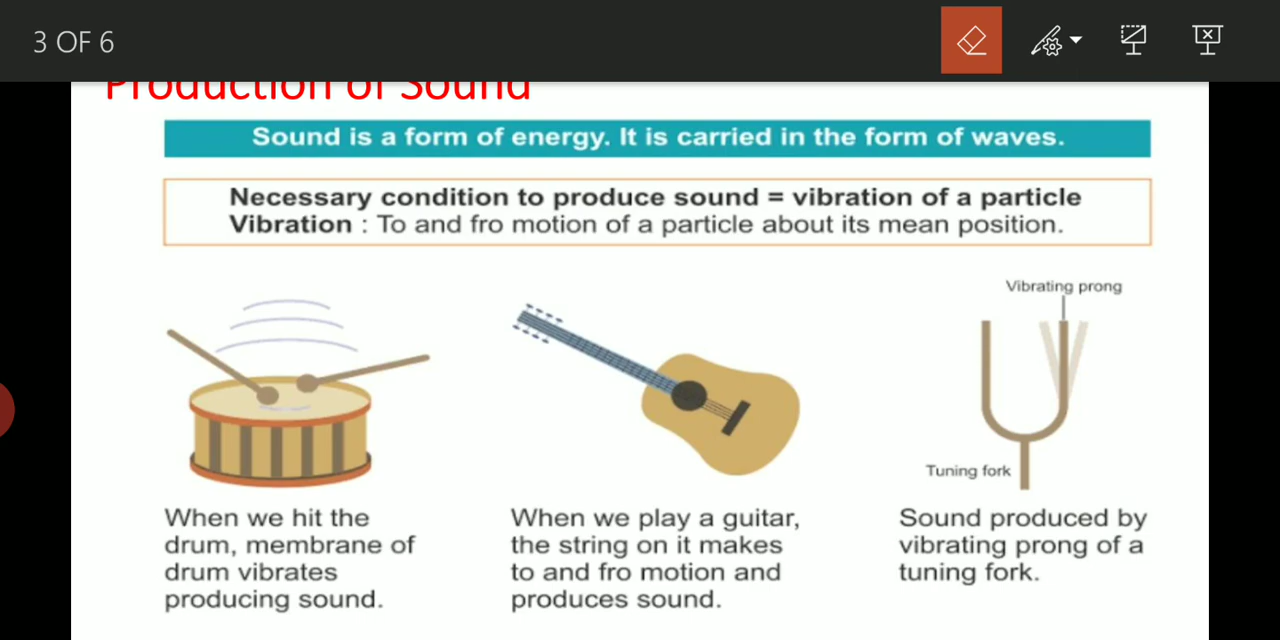 3 OF 6
Production of Sound
Sound is a form of energy. It is carried in the form of waves.
Necessary condition to produce sound = vibration of a particle
Vibration : To and fro motion of a particle about its mean position.
Vibrating prong
Tuning fork
When we hit the
drum, membrane of
drum vibrates
producing sound.
When we play a guitar,
the string on it makes
to and fro motion and
produces sound.
Sound produced by
vibrating prong of a
tuning fork.